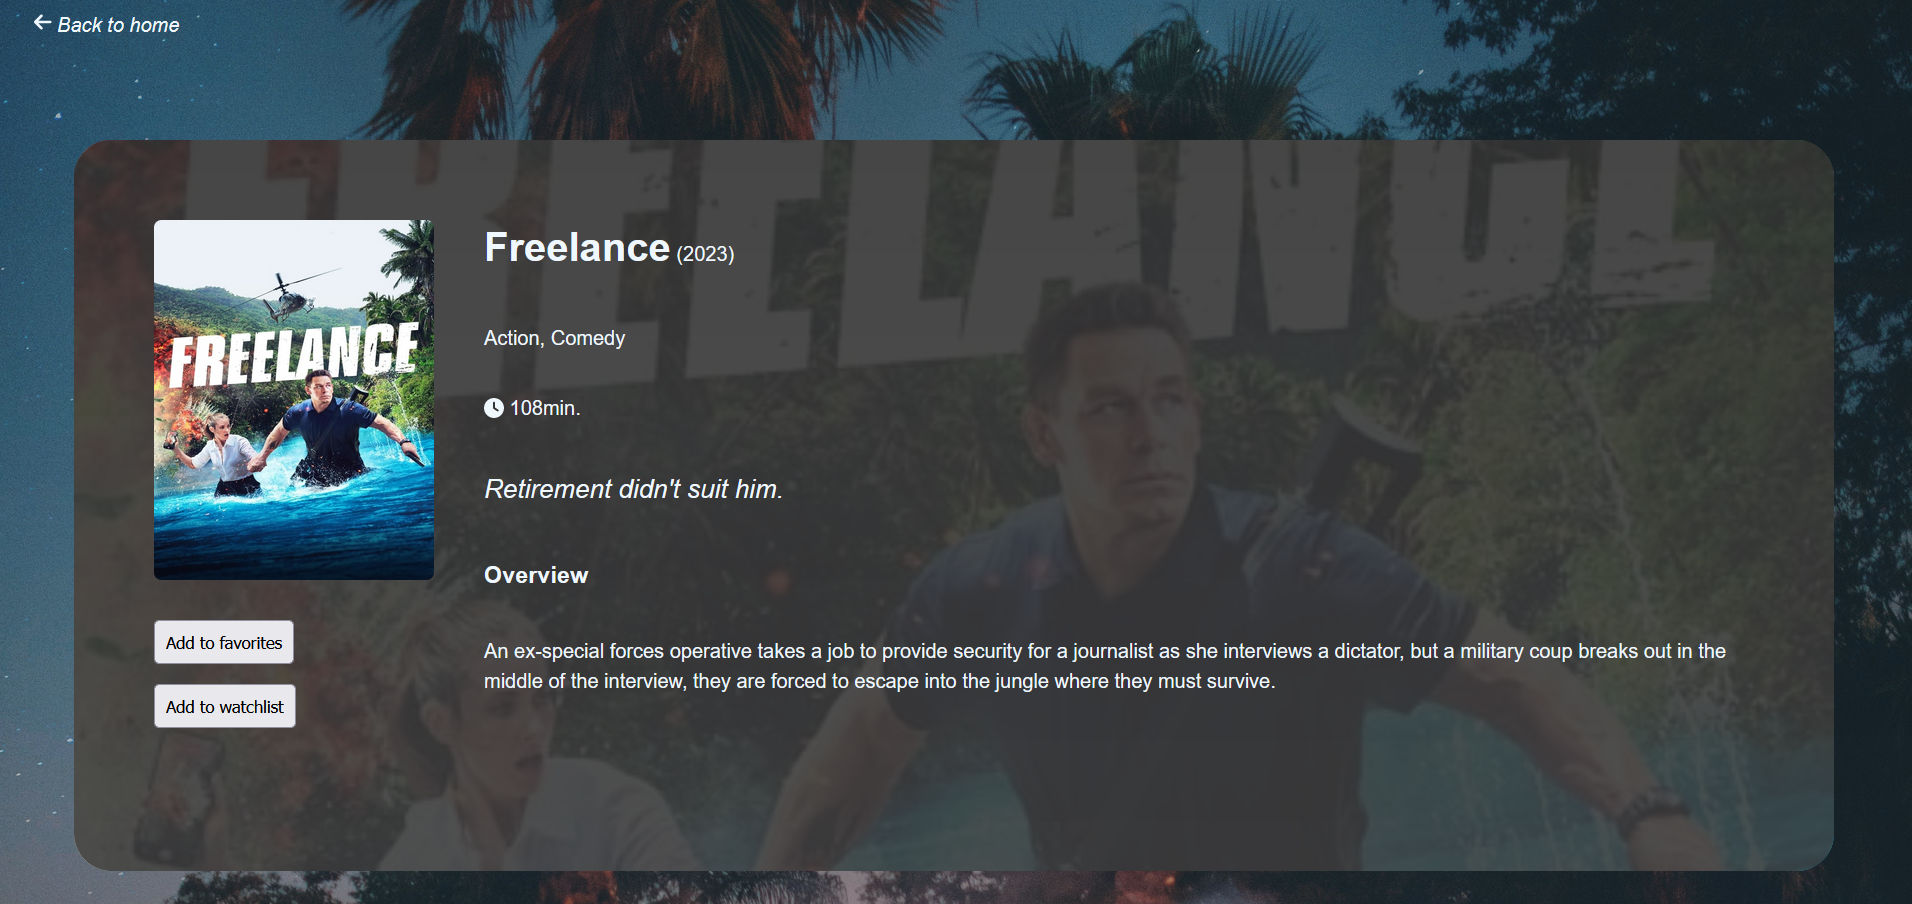 Back to home
FREELANCE
Freelance (2023)
Action, Comedy
108min.
Retirement didn't suit him.
Overview
An ex-special forces operative takes a job to provide security for a journalist as she interviews a dictator, but a military coup breaks out in the
middle of the interview, they are forced to escape into the jungle where they must survive.
FREELANCE
Add to favorites
Add to watchlist